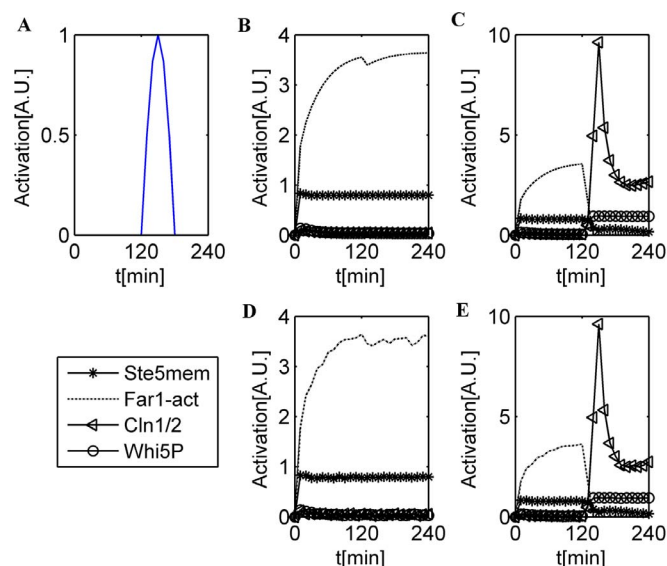 A
Activation[A.U.]
1
0.5
0
0
120
240
t[min]
B
Activation[A.U.]
4
3
2
1
0
0
120
240
t[min]
C
Activation[A.U.]
10
5
0
0
120
240
t[min]
Ste5mem
Far1-act
Cln1/2
Whi5P
D
Activation[A.U.]
4
3
2
1
0
0
120
240
t[min]
E
Activation[A.U.]
10
5
0
0
120
240
t[min]